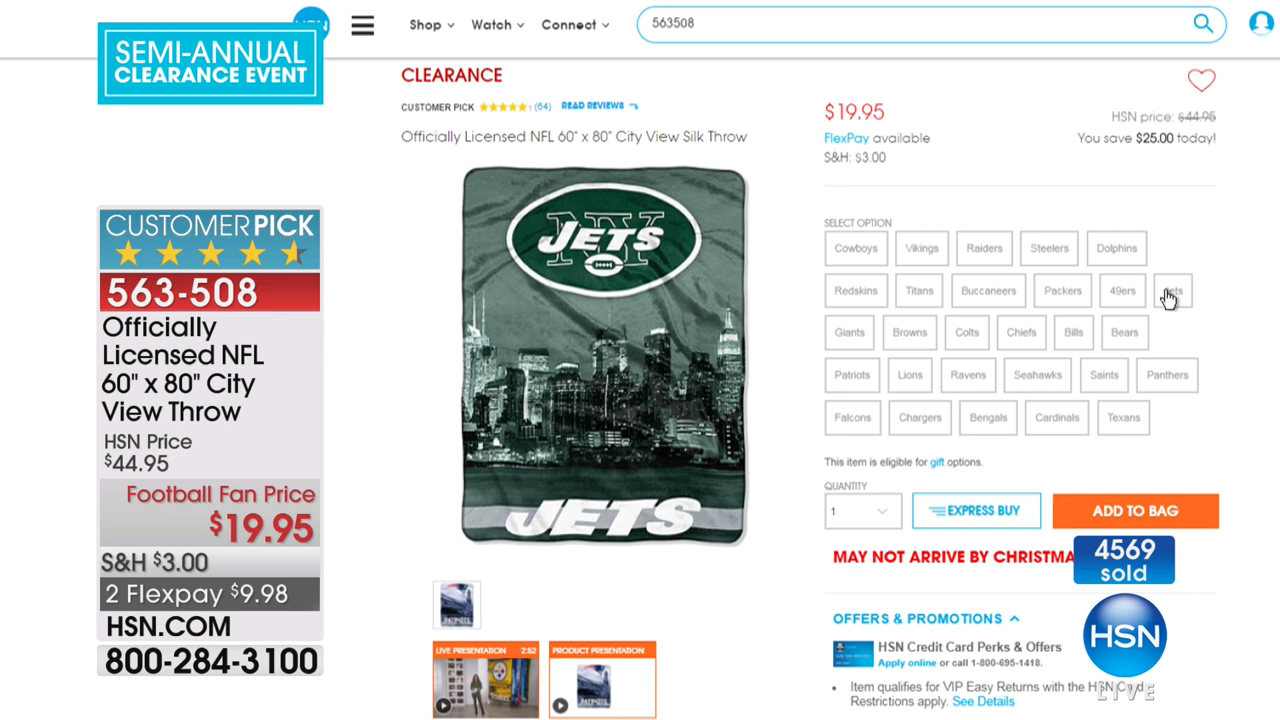 HSN
Shop
Watch
Connect
563508
SEMI-ANNUAL
CLEARANCE EVENT
CLEARANCE
CUSTOMER PICK
(64)
READ REVIEWS
Officially Licensed NFL 60" x 80" City View Silk Throw
$19.95
HSN price: $44.95
FlexPay available
You save $25.00 today!
S&H: $3.00
CUSTOMER PICK
563-508
Officially
Licensed NFL
60" x 80" City
View Throw
HSN Price
$44.95
Football Fan Price
$19.95
S&H $3.00
2 Flexpay $9.98
HSN.COM
800-284-3100
NY
JETS
JETS
SELECT OPTION
Cowboys Vikings Raiders Steelers Dolphins
Redskins Titans Buccaneers Packers 49ers
Giants Browns Colts Chiefs Bills Bears
Patriots Lions Ravens Seahawks Saints Panthers
Falcons Chargers Bengals Cardinals Texans
This item is eligible for gift options.
QUANTITY
1
EXPRESS BUY
ADD TO BAG
MAY NOT ARRIVE BY CHRISTMA
4569
sold
OFFERS & PROMOTIONS
HSN Credit Card Perks & Offers
Apply online or call 1-800-695-1418.
Item qualifies for VIP Easy Returns with the HSN Card
Restrictions apply. See Details
HSN
LIVE
LIVE PRESENTATION 2:52
PRODUCT PRESENTATION
PATRIOTS